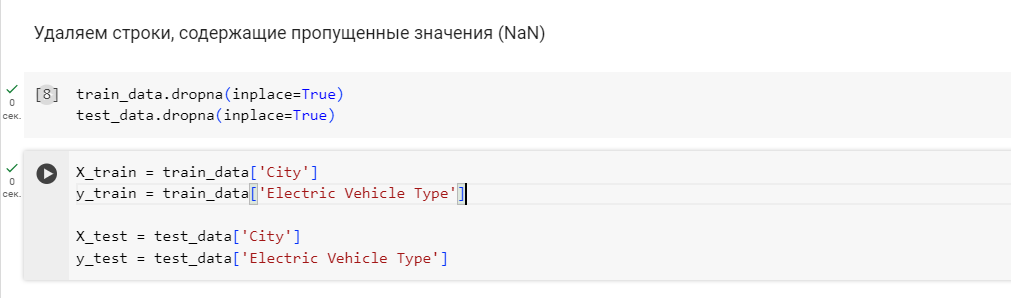 Удаляем строки, содержащие пропущенные значения (NaN)
0
сек.
[8]
train_data.dropna(inplace=True)
test_data.dropna(inplace=True)
0
сек.
X_train = train_data['City']
y_train = train_data['Electric Vehicle Type']
X_test = test_data['City']
y_test = test_data['Electric Vehicle Type']